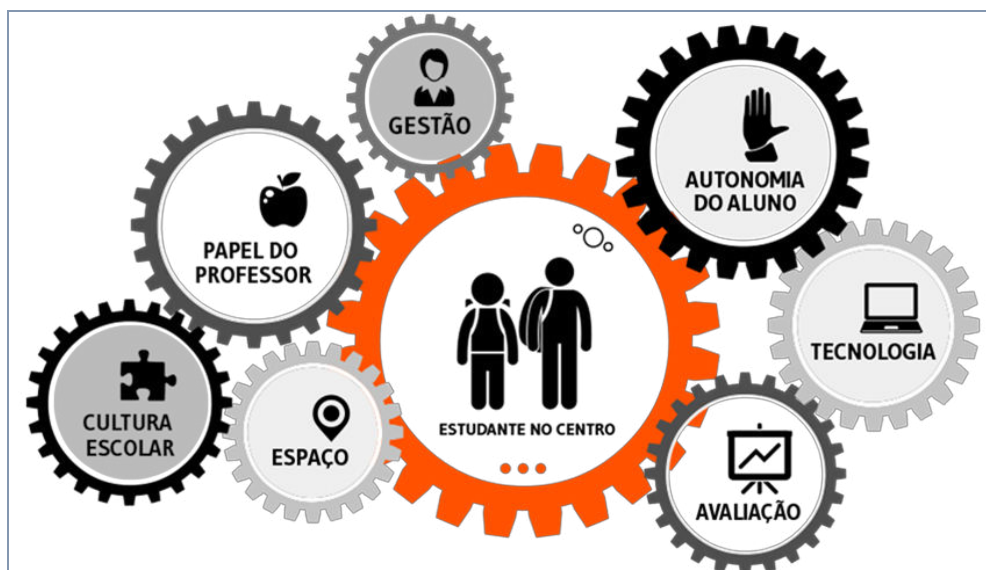 GESTÃO
AUTONOMIA
DO ALUNO
PAPEL DO
PROFESSOR
TECNOLOGIA
CULTURA
ESCOLAR
ESPAÇO
ESTUDANTE NO CENTRO
AVALIAÇÃO